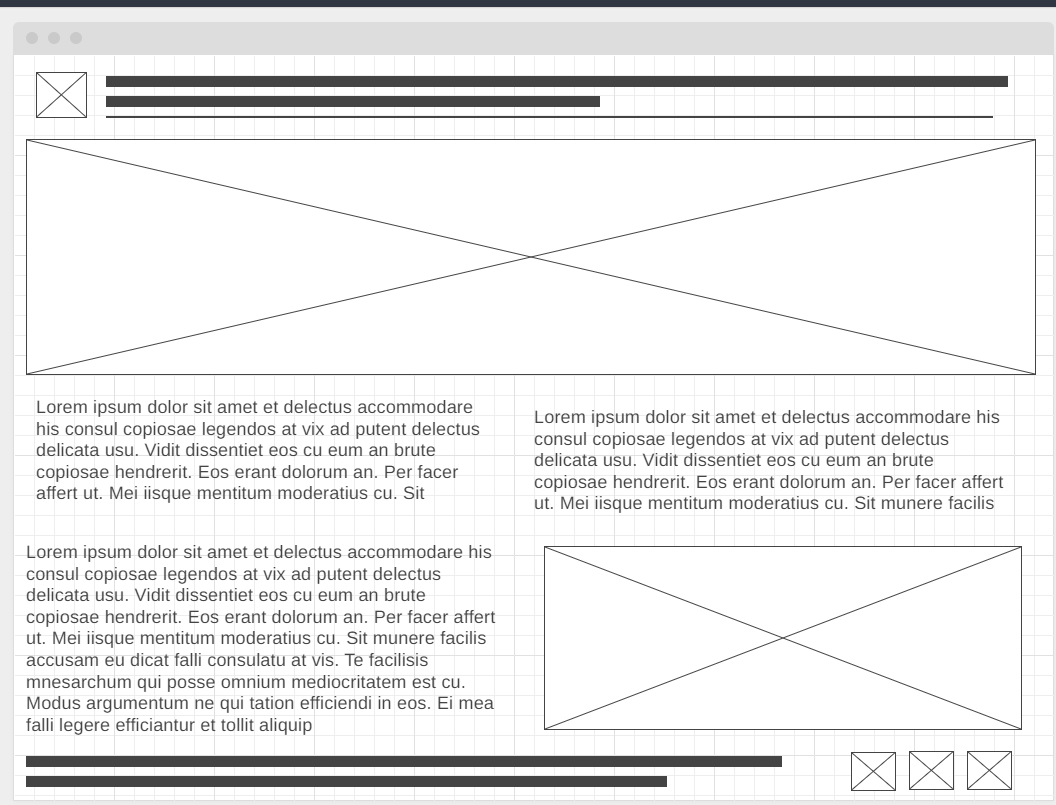 Lorem ipsum dolor sit amet et delectus accommodare
his consul copiosae legendos at vix ad putent delectus
delicata usu. Vidit dissentiet eos cu eum an brute
copiosae hendrerit. Eos erant dolorum an. Per facer
affert ut. Mei iisque mentitum moderatius cu. Sit
Lorem ipsum dolor sit amet et delectus accommodare his
consul copiosae legendos at vix ad putent delectus
delicata usu. Vidit dissentiet eos cu eum an brute
copiosae hendrerit. Eos erant dolorum an. Per facer affert
ut. Mei iisque mentitum moderatius cu. Sit munere facilis
Lorem ipsum dolor sit amet et delectus accommodare his
consul copiosae legendos at vix ad putent delectus
delicata usu. Vidit dissentiet eos cu eum an brute
copiosae hendrerit. Eos erant dolorum an. Per facer affert
ut. Mei iisque mentitum moderatius cu. Sit munere facilis
accusam eu dicat falli consulatu at vis. Te facilisis
mnesarchum qui posse omnium mediocritatem est cu.
Modus argumentum ne qui tation efficiendi in eos. Ei mea
falli legere efficiantur et tollit aliquip